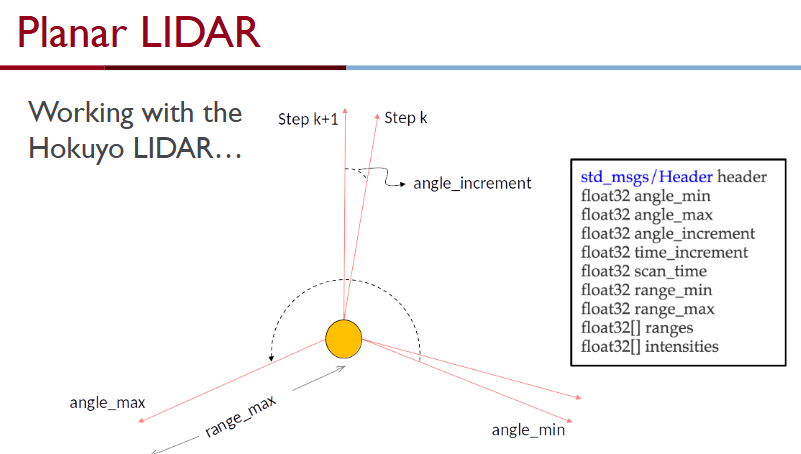 Planar LIDAR
Working with the
Hokuyo LIDAR...
Step k+1
Step k
angle_increment
std_msgs/Header header
float32 angle_min
float32 angle_max
float32 angle_increment
float32 time_increment
float32 scan_time
float32 range_min
float32 range_max
float32[] ranges
float32[] intensities
angle_max
range_max
angle_min